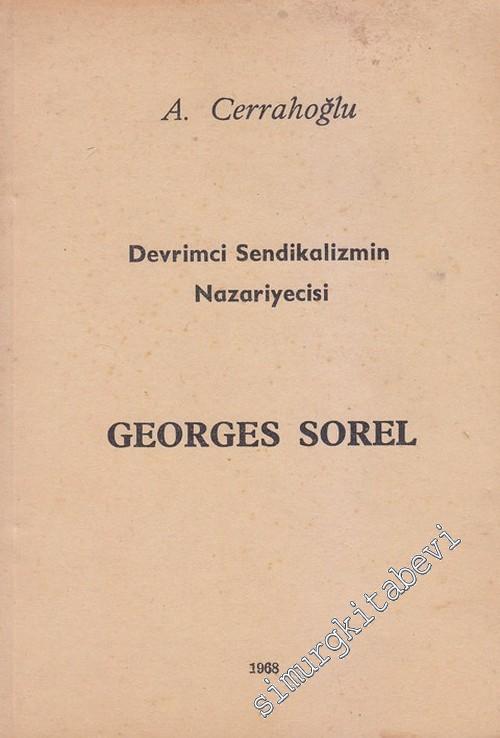 A. Cerrahoğlu
Devrimci Sendikalizmin
Nazariyecisi
GEORGES SOREL
1968
simurgkitabevi